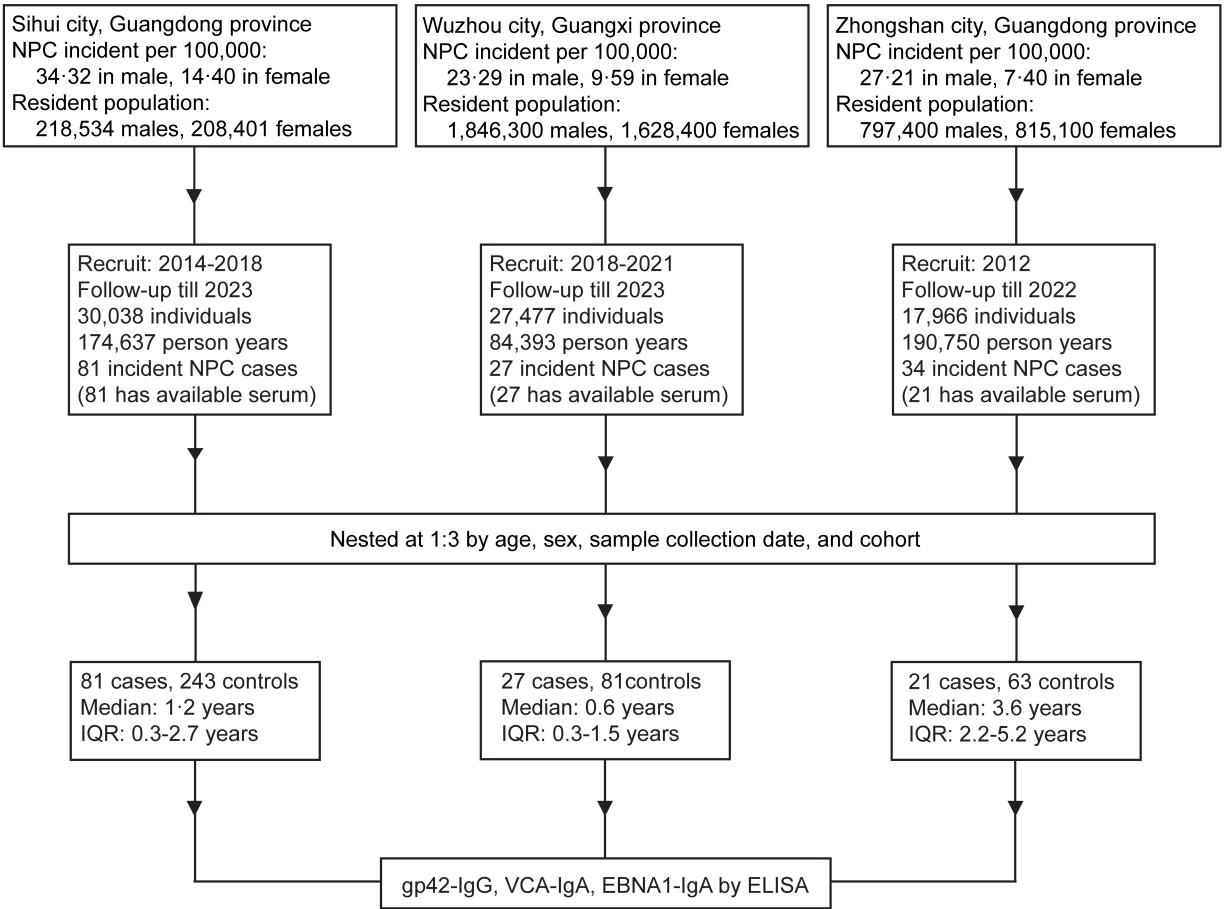 Sihui city, Guangdong province
NPC incident per 100,000:
34·32 in male, 14·40 in female
Resident population:
218,534 males, 208,401 females
Wuzhou city, Guangxi province
NPC incident per 100,000:
23·29 in male, 9·59 in female
Resident population:
1,846,300 males, 1,628,400 females
Zhongshan city, Guangdong province
NPC incident per 100,000:
27·21 in male, 7·40 in female
Resident population:
797,400 males, 815,100 females
Recruit: 2014-2018
Follow-up till 2023
30,038 individuals
174,637 person years
81 incident NPC cases
(81 has available serum)
Recruit: 2018-2021
Follow-up till 2023
27,477 individuals
84,393 person years
27 incident NPC cases
(27 has available serum)
Recruit: 2012
Follow-up till 2022
17,966 individuals
190,750 person years
34 incident NPC cases
(21 has available serum)
Nested at 1:3 by age, sex, sample collection date, and cohort
81 cases, 243 controls
Median: 1·2 years
IQR: 0.3-2.7 years
27 cases, 81controls
Median: 0.6 years
IQR: 0.3-1.5 years
21 cases, 63 controls
Median: 3.6 years
IQR: 2.2-5.2 years
gp42-IgG, VCA-IgA, EBNA1-IgA by ELISA